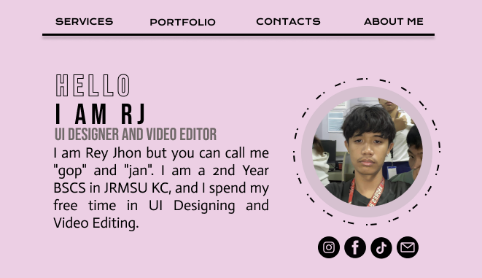 SERVICES PORTFOLIO CONTACTS ABOUT ME
HELLO
I AM RJ
UI DESIGNER AND VIDEO EDITOR
I am Rey Jhon but you can call me
"gop" and "jan". I am a 2nd Year
BSCS in JRMSU KC, and I spend my
free time in UI Designing and
Video Editing.